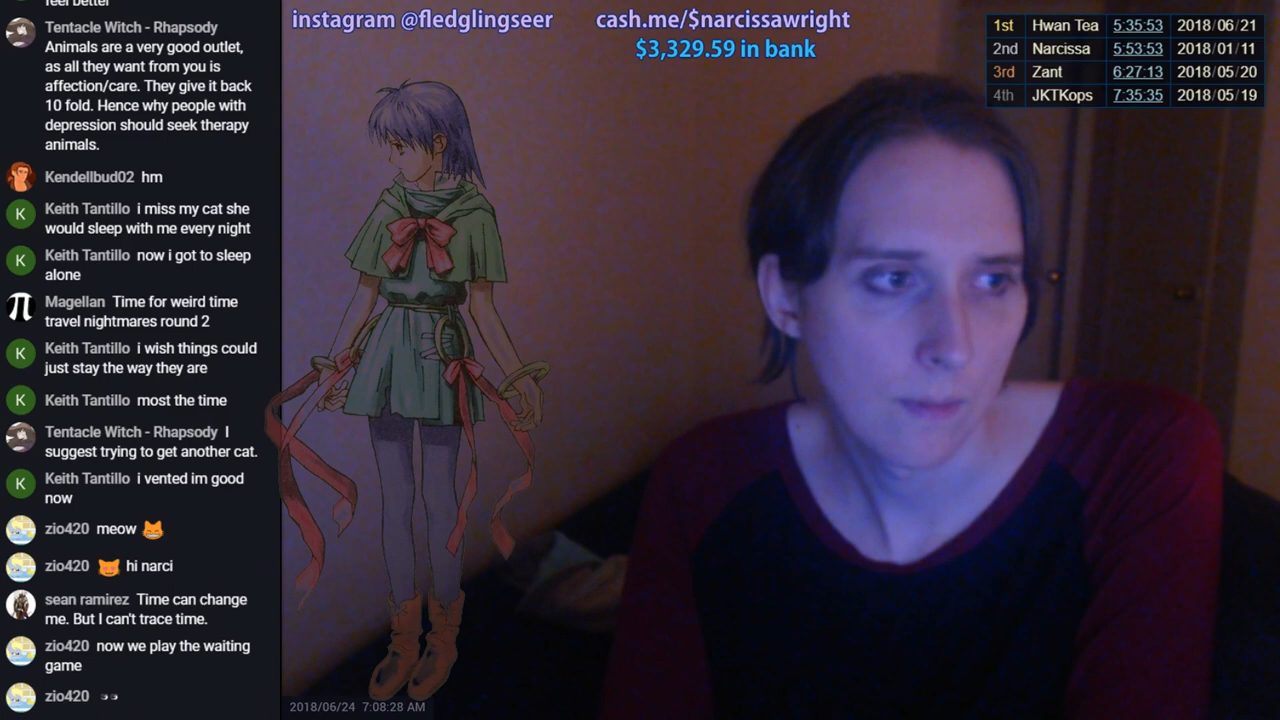 feel better
Tentacle Witch - Rhapsody
Animals are a very good outlet,
as all they want from you is
affection/care. They give it back
10 fold. Hence why people with
depression should seek therapy
animals.
Kendellbud02 hm
K
Keith Tantillo i miss my cat she
would sleep with me every night
K
Keith Tantillo now i got to sleep
alone
π
Magellan Time for weird time
travel nightmares round 2
K
Keith Tantillo i wish things could
just stay the way they are
K
Keith Tantillo most the time
Tentacle Witch - Rhapsody I
suggest trying to get another cat.
K
Keith Tantillo i vented im good
now
zio420 meow
zio420 hi narci
sean ramirez Time can change
me. But I can't trace time.
zio420 now we play the waiting
game
zio420
instagram @fledglingseer
cash.me/$narcissawright
$3,329.59 in bank
1st Hwan Tea 5:35:53 2018/06/21
2nd Narcissa 5:53:53 2018/01/11
3rd Zant 6:27:13 2018/05/20
4th JKTKops 7:35:35 2018/05/19
2018/06/24 7:08:28 AM